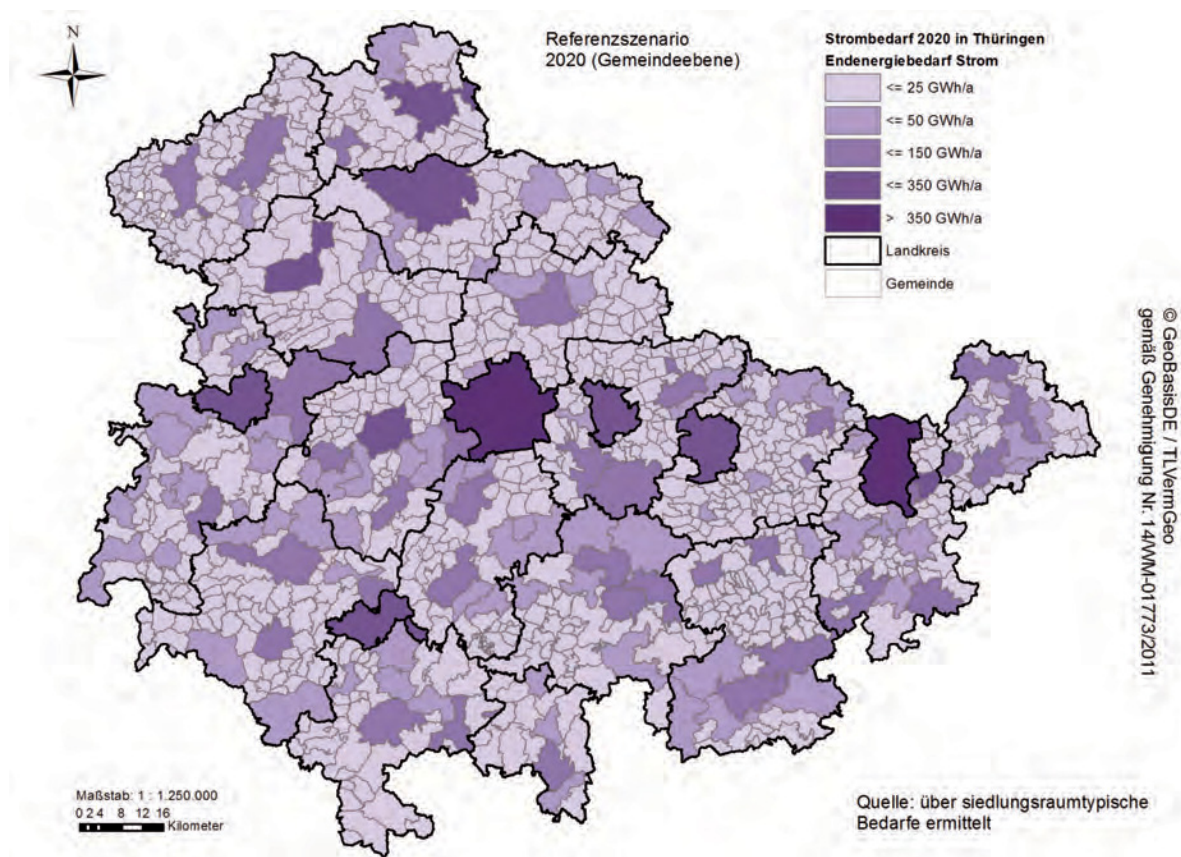 N
Referenzszenario
2020 (Gemeindeebene)
Strombedarf 2020 in Thüringen
Endenergiebedarf Strom
<= 25 GWh/a
<= 50 GWh/a
<= 150 GWh/a
<= 350 GWh/a
> 350 GWh/a
Landkreis
Gemeinde
© GeoBasisDE / TLVermGeo
gemäß Genehmigung Nr. 14/WM-01773/2011
Maßstab: 1 : 1.250.000
0 2 4 8 12 16
Kilometer
Quelle: über siedlungsraumtypische
Bedarfe ermittelt